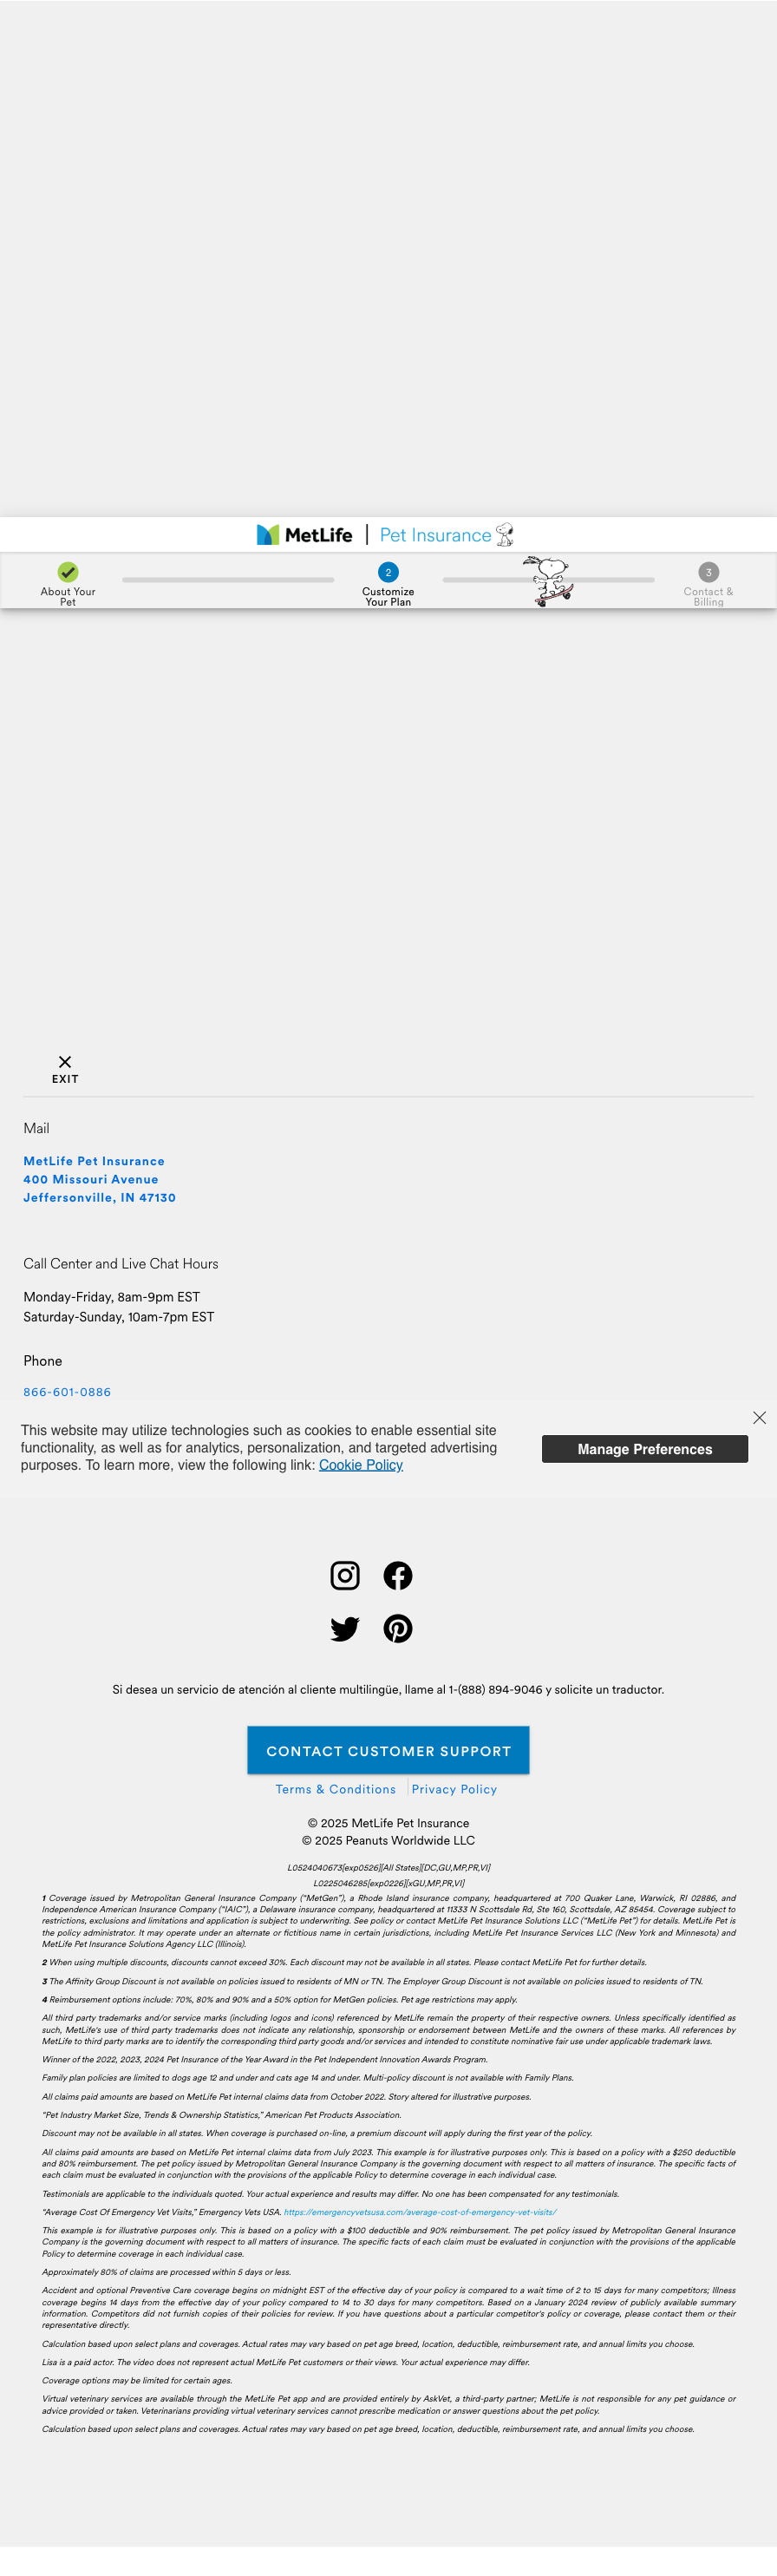 MetLife | Pet Insurance
2
3
About Your
Pet
Customize
Your Plan
Contact &
Billing
EXIT
Mail
MetLife Pet Insurance
400 Missouri Avenue
Jeffersonville, IN 47130
Call Center and Live Chat Hours
Monday-Friday, 8am-9pm EST
Saturday-Sunday, 10am-7pm EST
Phone
866-601-0886
This website may utilize technologies such as cookies to enable essential site
functionality, as well as for analytics, personalization, and targeted advertising
purposes. To learn more, view the following link: Cookie Policy
Manage Preferences
Si desea un servicio de atención al cliente multilingüe, llame al 1-(888) 894-9046 y solicite un traductor.
CONTACT CUSTOMER SUPPORT
Terms & Conditions | Privacy Policy
© 2025 MetLife Pet Insurance
© 2025 Peanuts Worldwide LLC
L0524040673[exp0526][All States][DC,GU,MP,PR,VI]
L0225046285[exp0226][xGU,MP,PR,VI]
1 Coverage issued by Metropolitan General Insurance Company (“MetGen”), a Rhode Island insurance company, headquartered at 700 Quaker Lane, Warwick, RI 02886, and
Independence American Insurance Company (“IAIC”), a Delaware insurance company, headquartered at 11333 N Scottsdale Rd, Ste 160, Scottsdale, AZ 85454. Coverage subject to
restrictions, exclusions and limitations and application is subject to underwriting. See policy or contact MetLife Pet Insurance Solutions LLC (“MetLife Pet”) for details. MetLife Pet is
the policy administrator. It may operate under an alternate or fictitious name in certain jurisdictions, including MetLife Pet Insurance Services LLC (New York and Minnesota) and
MetLife Pet Insurance Solutions Agency LLC (Illinois).
2 When using multiple discounts, discounts cannot exceed 30%. Each discount may not be available in all states. Please contact MetLife Pet for further details.
3 The Affinity Group Discount is not available on policies issued to residents of MN or TN. The Employer Group Discount is not available on policies issued to residents of TN.
4 Reimbursement options include: 70%, 80% and 90% and a 50% option for MetGen policies. Pet age restrictions may apply.
All third party trademarks and/or service marks (including logos and icons) referenced by MetLife remain the property of their respective owners. Unless specifically identified as
such, MetLife's use of third party trademarks does not indicate any relationship, sponsorship or endorsement between MetLife and the owners of these marks. All references by
MetLife to third party marks are to identify the corresponding third party goods and/or services and intended to constitute nominative fair use under applicable trademark laws.
Winner of the 2022, 2023, 2024 Pet Insurance of the Year Award in the Pet Independent Innovation Awards Program.
Family plan policies are limited to dogs age 12 and under and cats age 14 and under. Multi-policy discount is not available with Family Plans.
All claims paid amounts are based on MetLife Pet internal claims data from October 2022. Story altered for illustrative purposes.
“Pet Industry Market Size, Trends & Ownership Statistics,” American Pet Products Association.
Discount may not be available in all states. When coverage is purchased on-line, a premium discount will apply during the first year of the policy.
All claims paid amounts are based on MetLife Pet internal claims data from July 2023. This example is for illustrative purposes only. This is based on a policy with a $250 deductible
and 80% reimbursement. The pet policy issued by Metropolitan General Insurance Company is the governing document with respect to all matters of insurance. The specific facts of
each claim must be evaluated in conjunction with the provisions of the applicable Policy to determine coverage in each individual case.
Testimonials are applicable to the individuals quoted. Your actual experience and results may differ. No one has been compensated for any testimonials.
“Average Cost Of Emergency Vet Visits,” Emergency Vets USA. https://emergencyvetsusa.com/average-cost-of-emergency-vet-visits/
This example is for illustrative purposes only. This is based on a policy with a $100 deductible and 90% reimbursement. The pet policy issued by Metropolitan General Insurance
Company is the governing document with respect to all matters of insurance. The specific facts of each claim must be evaluated in conjunction with the provisions of the applicable
Policy to determine coverage in each individual case.
Approximately 80% of claims are processed within 5 days or less.
Accident and optional Preventive Care coverage begins on midnight EST of the effective day of your policy is compared to a wait time of 2 to 15 days for many competitors; Illness
coverage begins 14 days from the effective day of your policy compared to 14 to 30 days for many competitors. Based on a January 2024 review of publicly available summary
information. Competitors did not furnish copies of their policies for review. If you have questions about a particular competitor's policy or coverage, please contact them or their
representative directly.
Calculation based upon select plans and coverages. Actual rates may vary based on pet age breed, location, deductible, reimbursement rate, and annual limits you choose.
Lisa is a paid actor. The video does not represent actual MetLife Pet customers or their views. Your actual experience may differ.
Coverage options may be limited for certain ages.
Virtual veterinary services are available through the MetLife Pet app and are provided entirely by AskVet, a third-party partner; MetLife is not responsible for any pet guidance or
advice provided or taken. Veterinarians providing virtual veterinary services cannot prescribe medication or answer questions about the pet policy.
Calculation based upon select plans and coverages. Actual rates may vary based on pet age breed, location, deductible, reimbursement rate, and annual limits you choose.